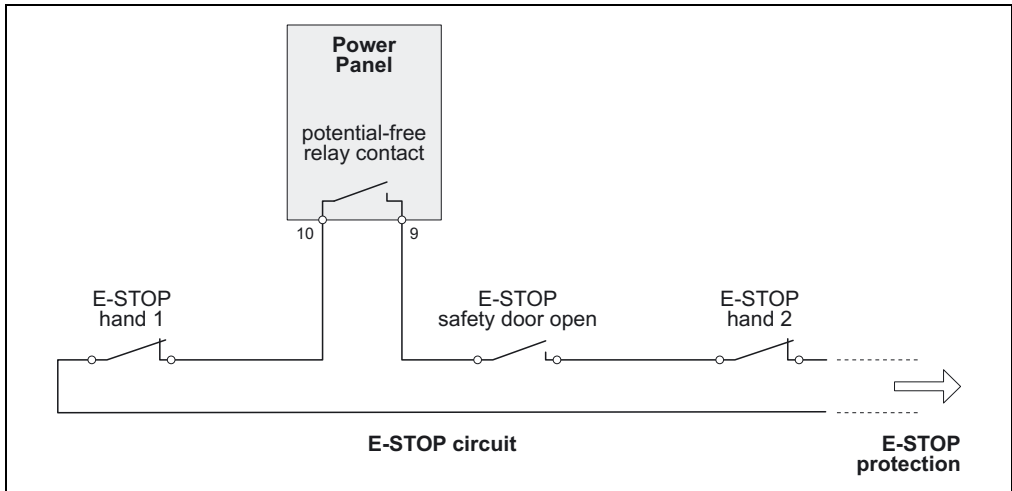 Power
Panel
potential-free
relay contact
10
9
E-STOP
hand 1
E-STOP
safety door open
E-STOP
hand 2
E-STOP circuit
E-STOP
protection